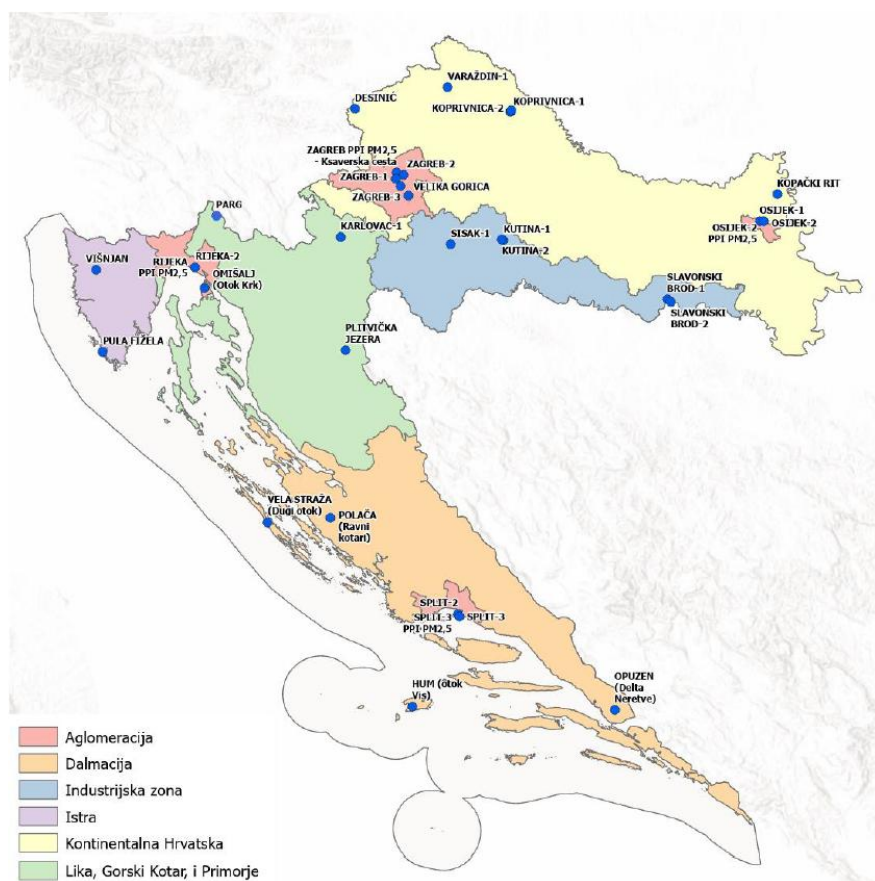 VARAŽDIN-1
DESINIĆ
KOPRIVNICA-1
KOPRIVNICA-2
ZAGREB PPI PM2,5
- Ksaverska cesta
ZAGREB-2
ZAGREB-1
VELIKA GORICA
ZAGREB-3
KOPAČKI RIT
OSIJEK-1
OSIJEK-2
OSIJEK-2
PPI PM2,5
PARG
KARLOVAC-1
SISAK-1
KUTINA-1
KUTINA-2
VIŠNJAN
RIJEKA
PPI PM2,5
RIJEKA-2
OMIŠALJ
(Otok Krk)
SLAVONSKI
BROD-1
SLAVONSKI
BROD-2
PULA FIŽELA
PLITVIČKA
JEZERA
VELA STRAŽA
(Dugi otok)
POLAČA
(Ravni
kotari)
SPLIT-2
SPLIT-3
PPI PM2,5
SPLIT-3
HUM (otok
Vis)
OPUZEN
(Delta
Neretve)
Aglomeracija
Dalmacija
Industrijska zona
Istra
Kontinentalna Hrvatska
Lika, Gorski Kotar, i Primorje